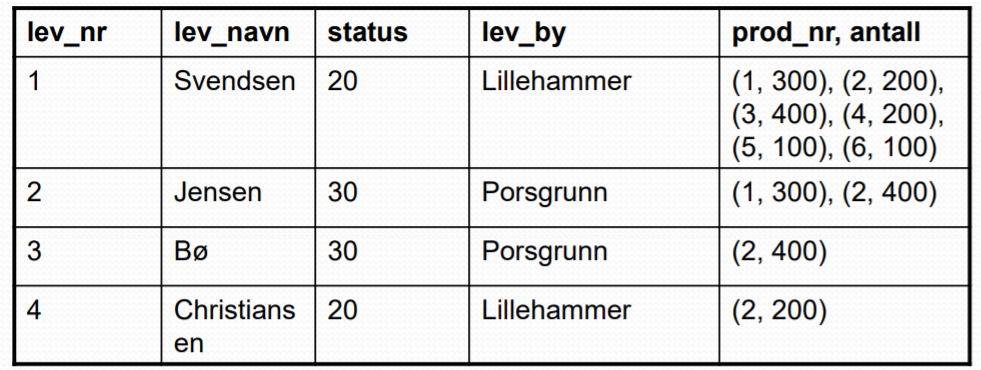 lev_nr lev_navn status lev_by prod_nr, antall
1 Svendsen 20 Lillehammer (1, 300), (2, 200),
(3, 400), (4, 200),
(5, 100), (6, 100)
2 Jensen 30 Porsgrunn (1, 300), (2, 400)
3 Bø 30 Porsgrunn (2, 400)
4 Christians 20 Lillehammer (2, 200)
en